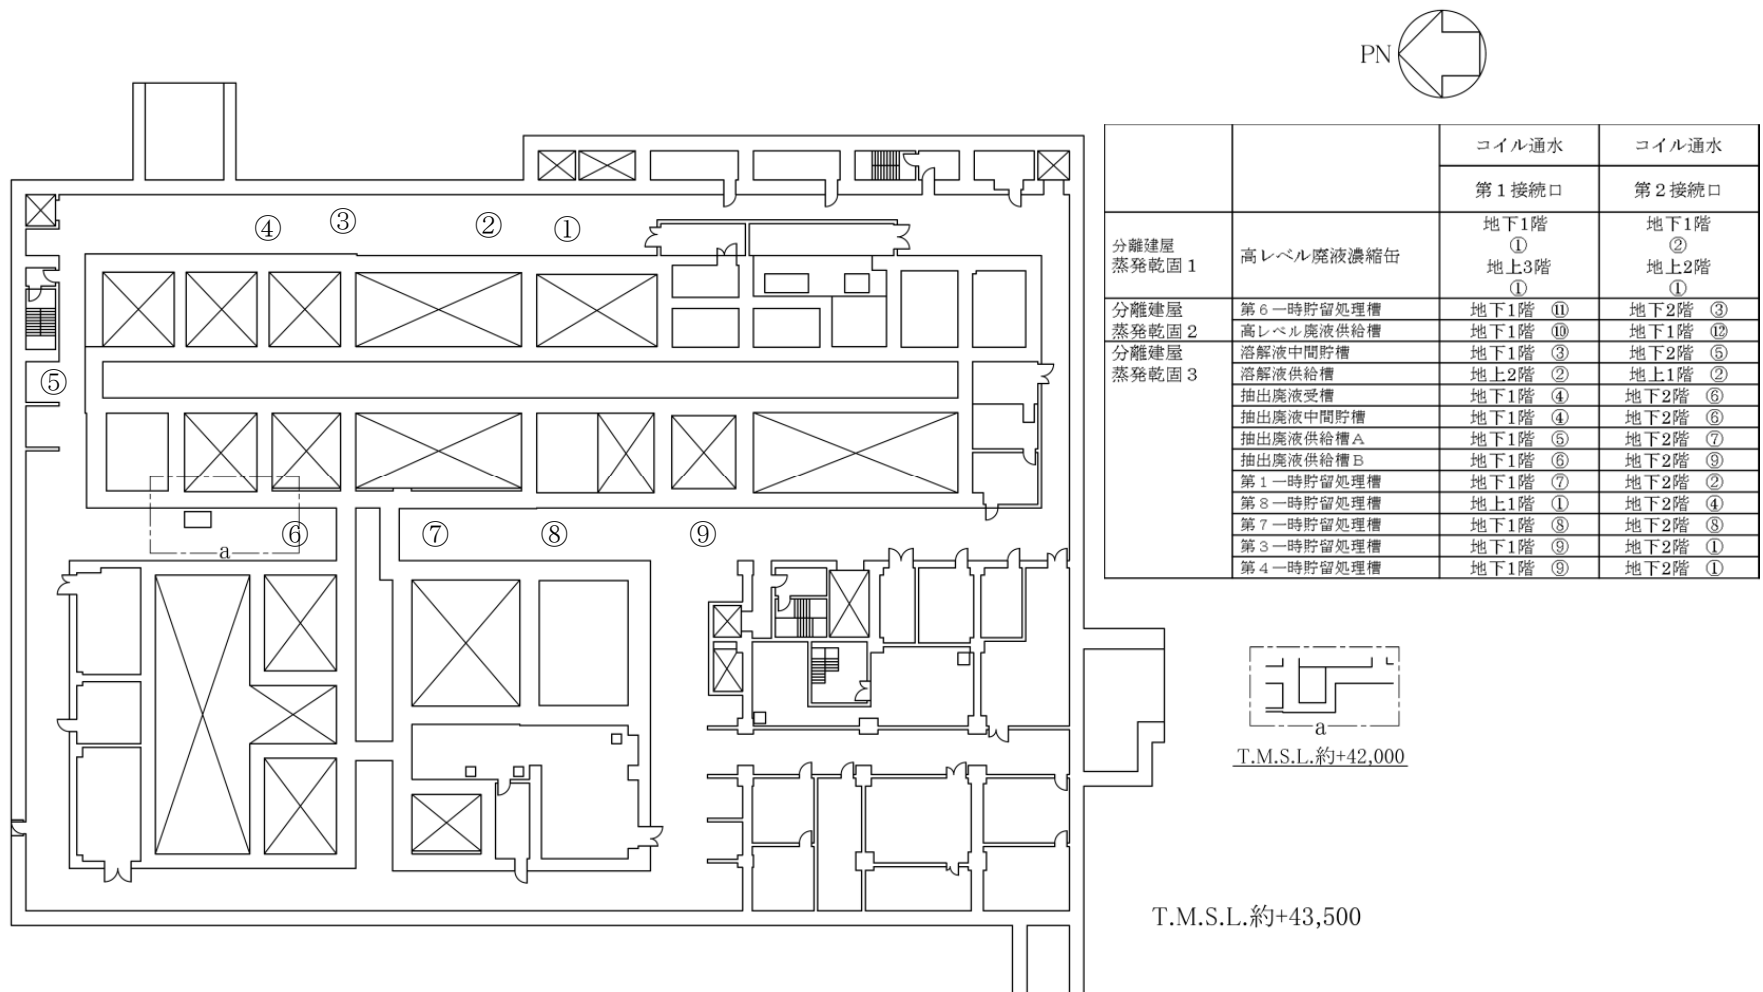 PN
コイル通水 コイル通水
第1接続口 第2接続口
分離建屋 蒸発乾固1 高レベル廃液濃縮缶 地下1階 ① 地上3階 ① 地下1階 ② 地上2階 ①
分離建屋 蒸発乾固2 第6一時貯留処理槽 地下1階 ⑪ 地下2階 ③
高レベル廃液供給槽 地下1階 ⑩ 地下1階 ⑫
分離建屋 蒸発乾固3 溶解液中間貯槽 地下1階 ③ 地下2階 ⑤
溶解液供給槽 地上2階 ② 地上1階 ②
抽出廃液受槽 地下1階 ④ 地下2階 ⑥
抽出廃液中間貯槽 地下1階 ④ 地下2階 ⑥
抽出廃液供給槽A 地下1階 ⑤ 地下2階 ⑦
抽出廃液供給槽B 地下1階 ⑥ 地下2階 ⑨
第1一時貯留処理槽 地下1階 ⑦ 地下2階 ②
第8一時貯留処理槽 地上1階 ① 地下2階 ④
第7一時貯留処理槽 地下1階 ⑧ 地下2階 ⑧
第3一時貯留処理槽 地下1階 ⑨ 地下2階 ①
第4一時貯留処理槽 地下1階 ⑨ 地下2階 ①
④ ③ ② ①
⑤
⑥ ⑦ ⑧ ⑨
a
a
T.M.S.L.約+42,000
T.M.S.L.約+43,500